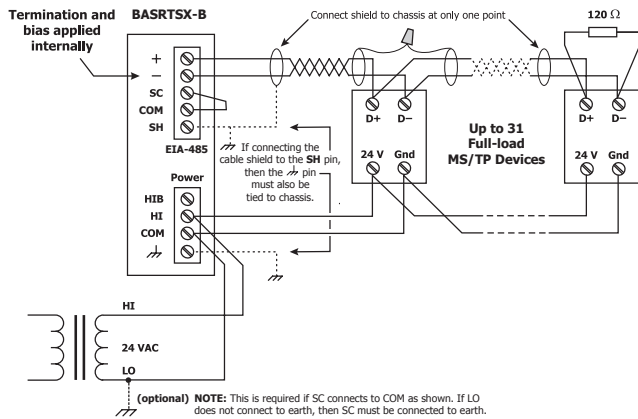 Termination and
bias applied
internally
BASRTSX-B
Connect shield to chassis at only one point
120 Ω
+
−
SC
COM
SH
EIA-485
D+ D−
D+ D−
Up to 31
Full-load
MS/TP Devices
If connecting the
cable shield to the SH pin,
then the pin
must also be
tied to chassis.
24 V Gnd
24 V Gnd
Power
HIB
HI
COM
HI
24 VAC
LO
(optional) NOTE: This is required if SC connects to COM as shown. If LO
does not connect to earth, then SC must be connected to earth.